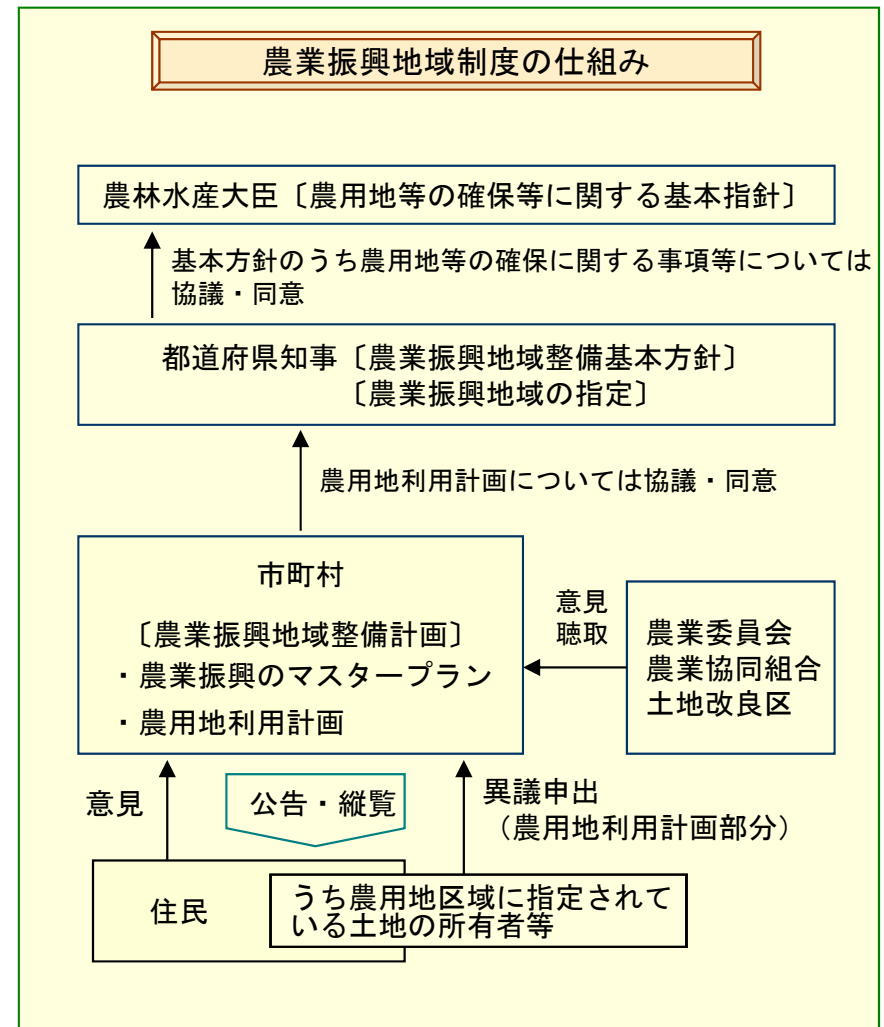 農業振興地域制度の仕組み
農林水産大臣〔農用地等の確保等に関する基本指針〕
基本方針のうち農用地等の確保に関する事項等については
協議・同意
都道府県知事〔農業振興地域整備基本方針〕
〔農業振興地域の指定〕
農用地利用計画については協議・同意
市町村
〔農業振興地域整備計画〕
・農業振興のマスタープラン
・農用地利用計画
意見
聴取
農業委員会
農業協同組合
土地改良区
意見
公告・縦覧
異議申出
（農用地利用計画部分）
住民
うち農用地区域に指定されて
いる土地の所有者等